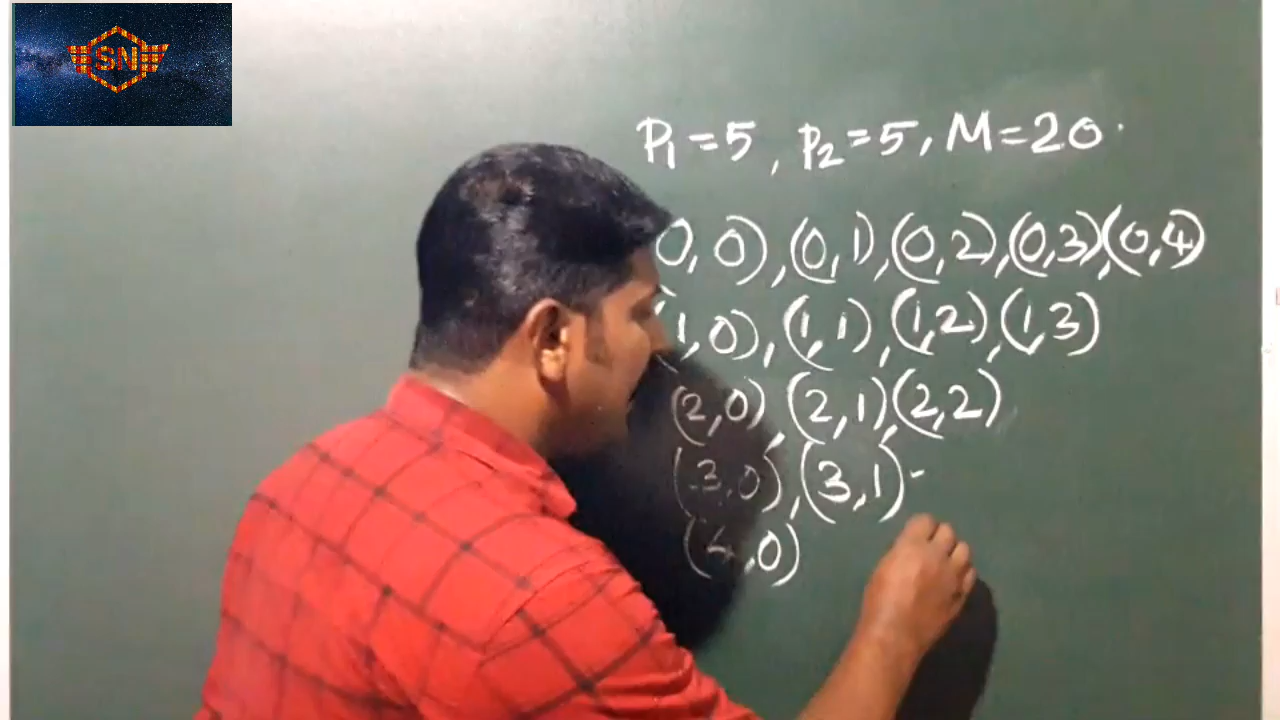 SN
P1 = 5, P2 = 5, M = 20.
0, 0), (0, 1), (0, 2), (0, 3), (0, 4)
(1, 0), (1, 1), (1, 2), (1, 3)
(2, 0), (2, 1), (2, 2)
(3, 0), (3, 1) -
(4, 0)